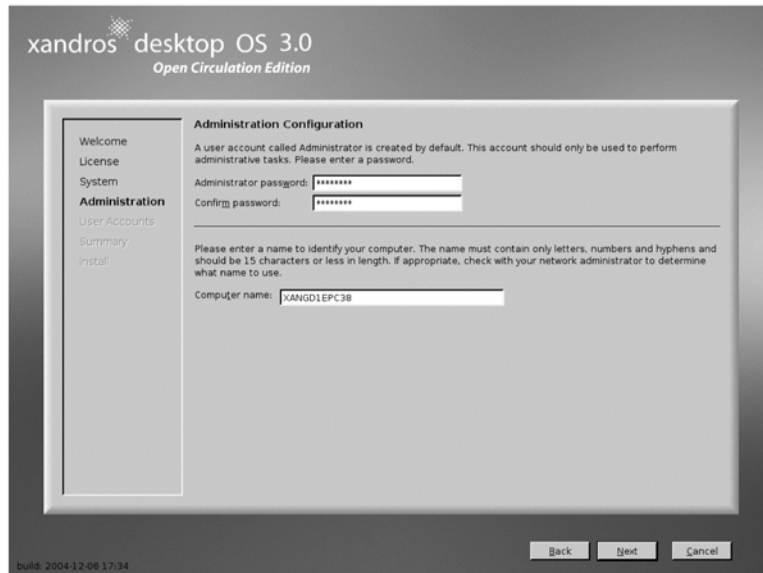 xandros desktop OS 3.0
Open Circulation Edition
Welcome
License
System
Administration
User Accounts
Summary
Install
Administration Configuration
A user account called Administrator is created by default. This account should only be used to perform
administrative tasks. Please enter a password.
Administrator password: ********
Confirm password: ********
Please enter a name to identify your computer. The name must contain only letters, numbers and hyphens and
should be 15 characters or less in length. If appropriate, check with your network administrator to determine
what name to use.
Computer name: XANGD1EPC38
Back Next Cancel
build: 2004-12-06 17:34